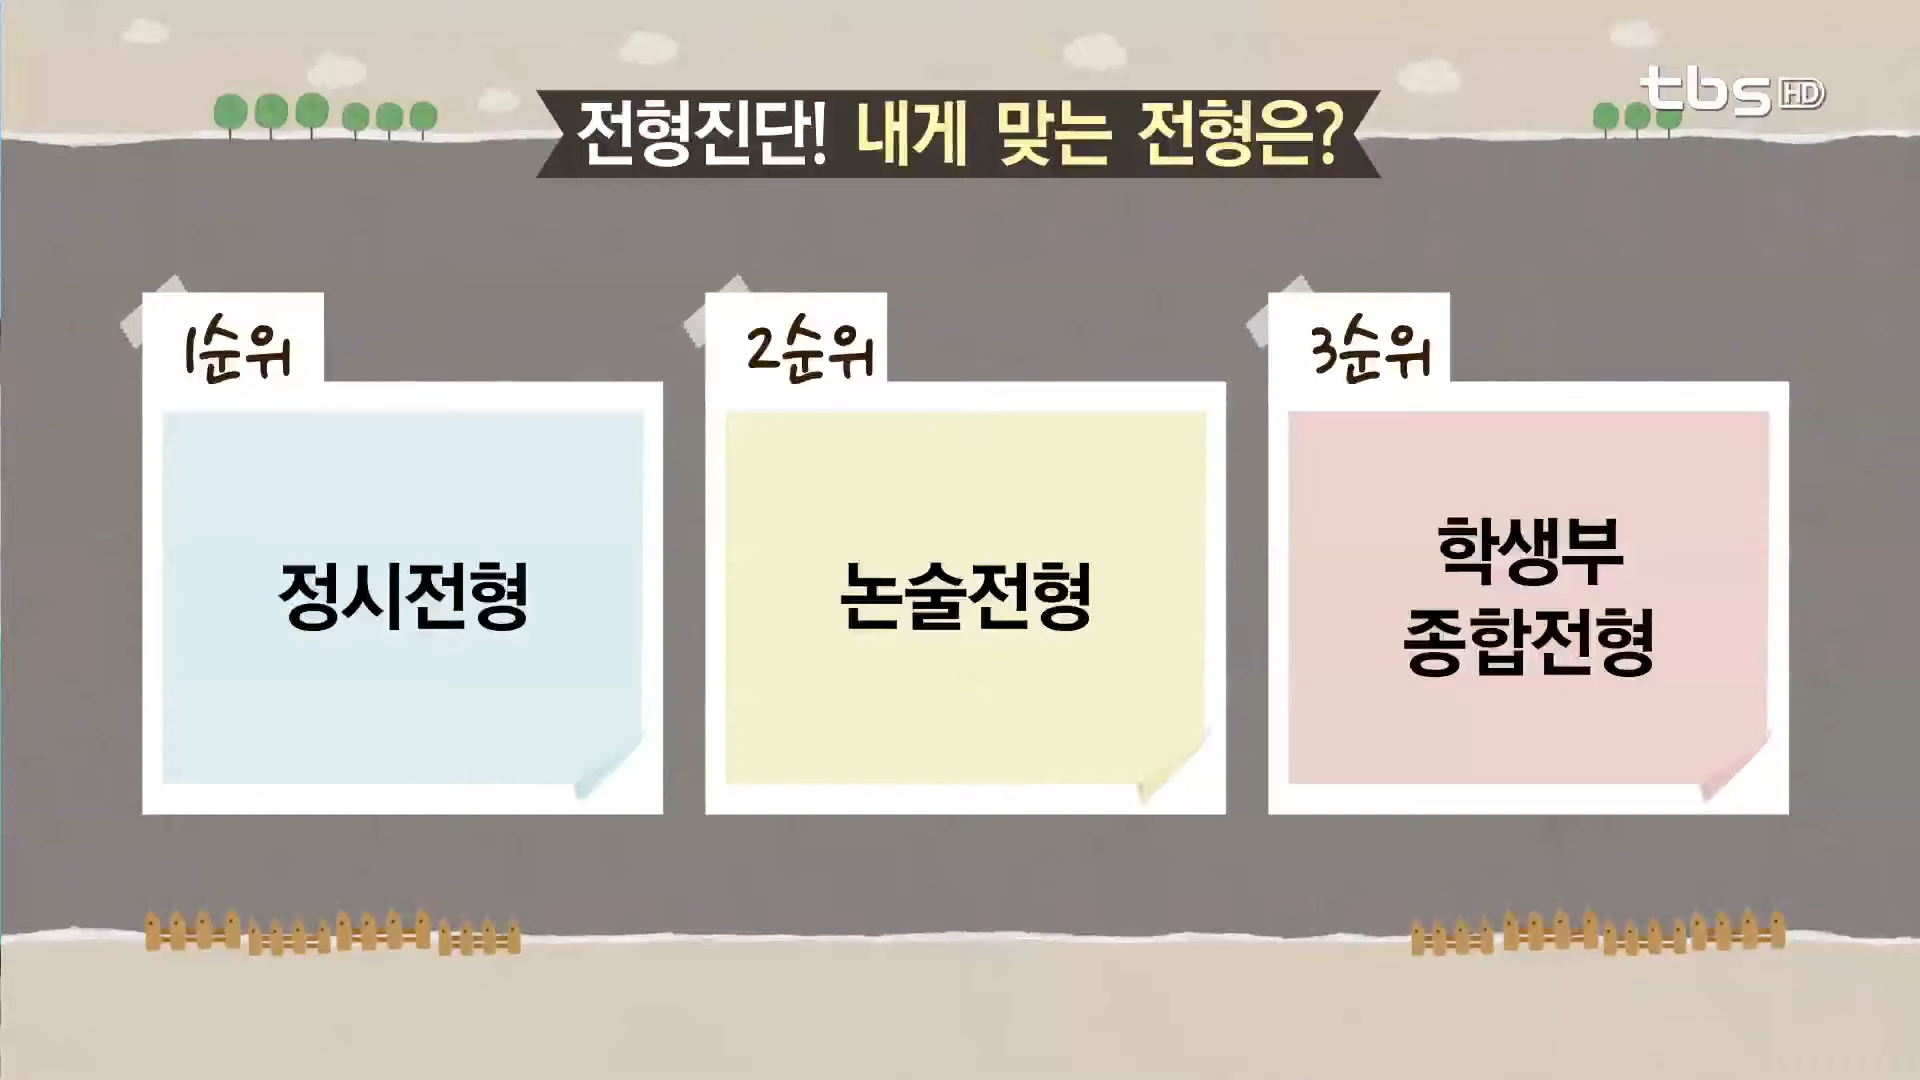 전형진단! 내게 맞는 전형은?
tbs HD
1순위
정시전형
2순위
논술전형
3순위
학생부
종합전형